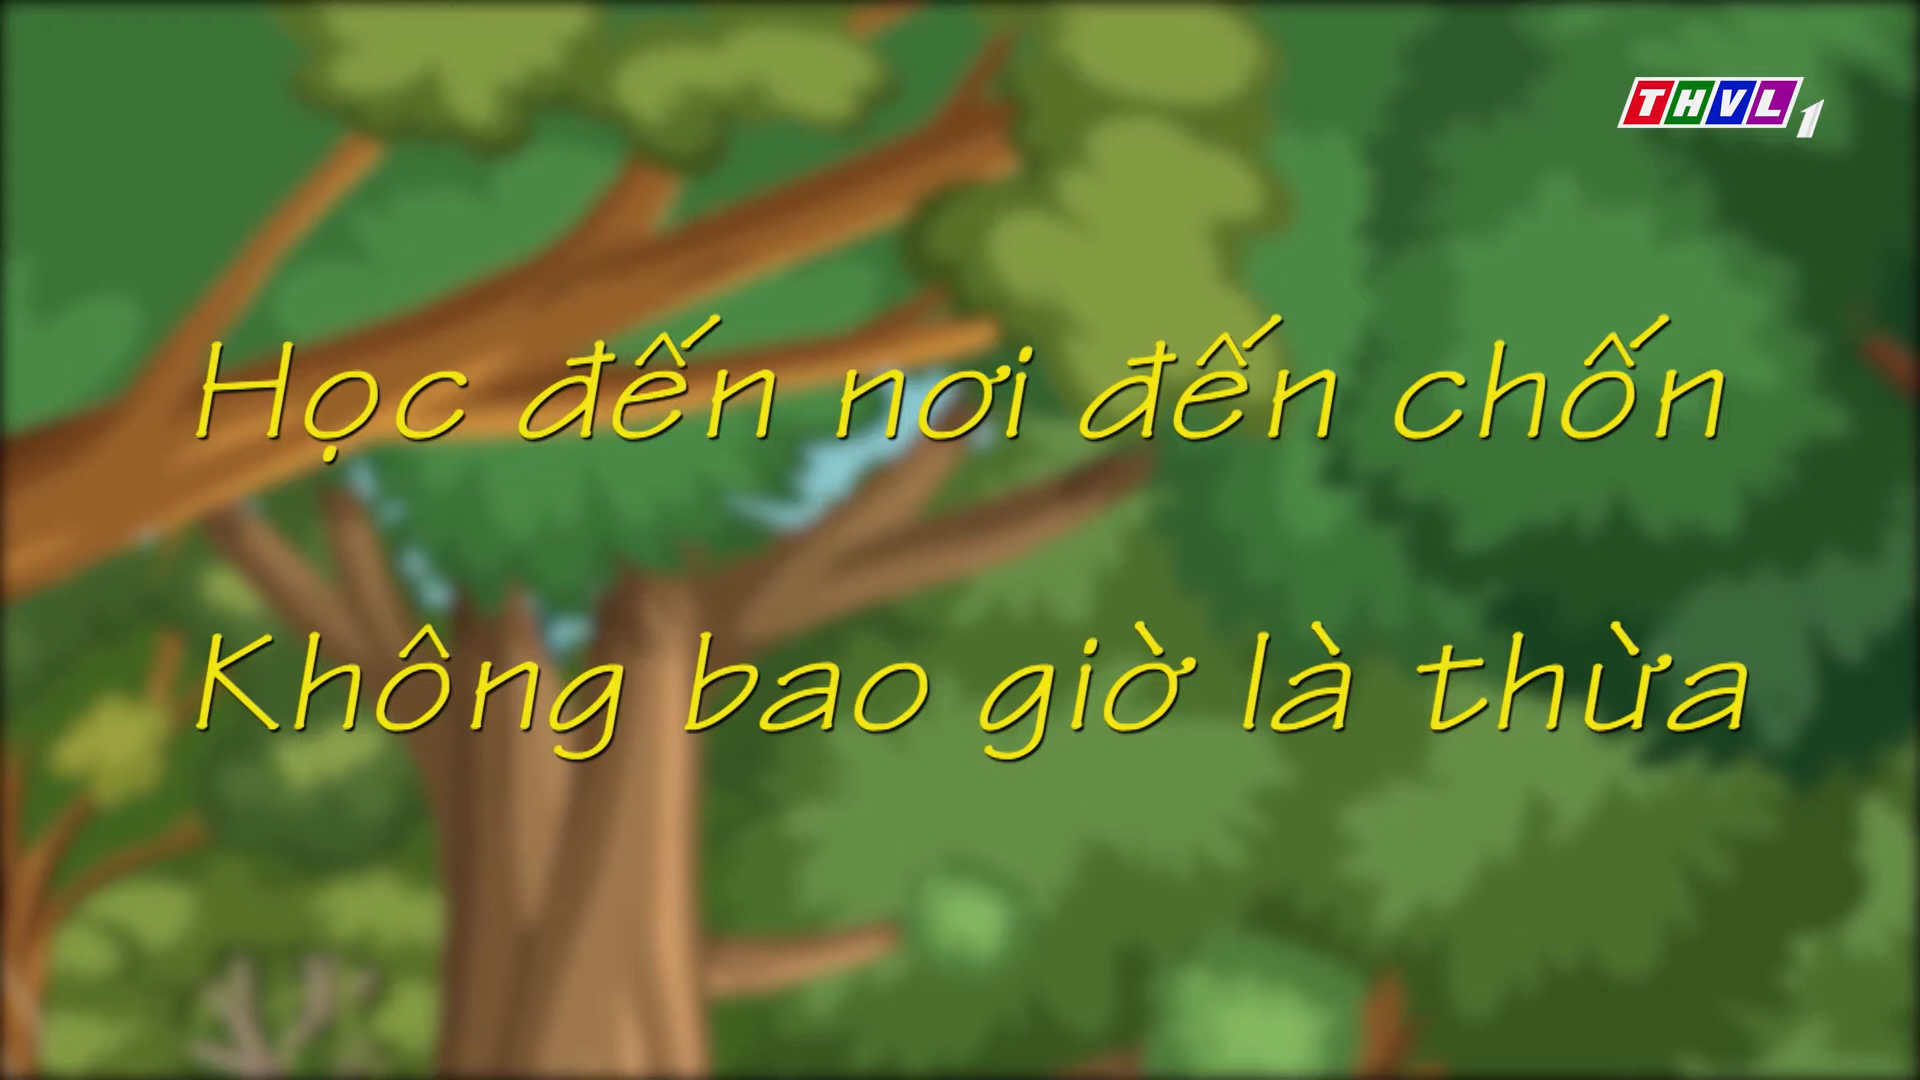 THVL1
Học đến nơi đến chốn
Không bao giờ là thừa